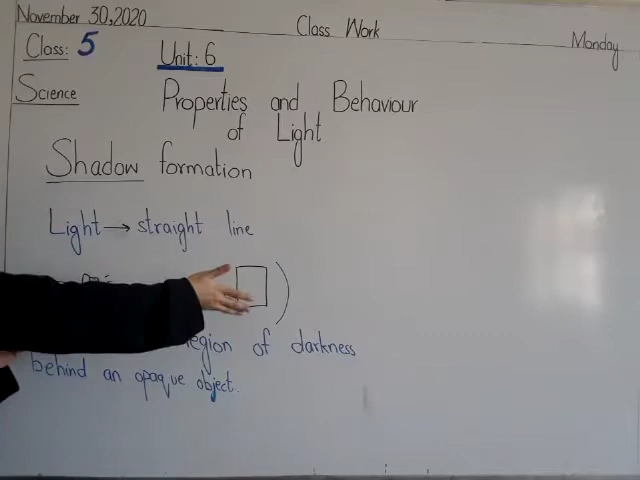 November 30,2020
Class Work
Monday
Class: 5
Unit: 6
Science
Properties and Behaviour
of Light
Shadow formation
Light → straight line
region of darkness
behind an opaque object.